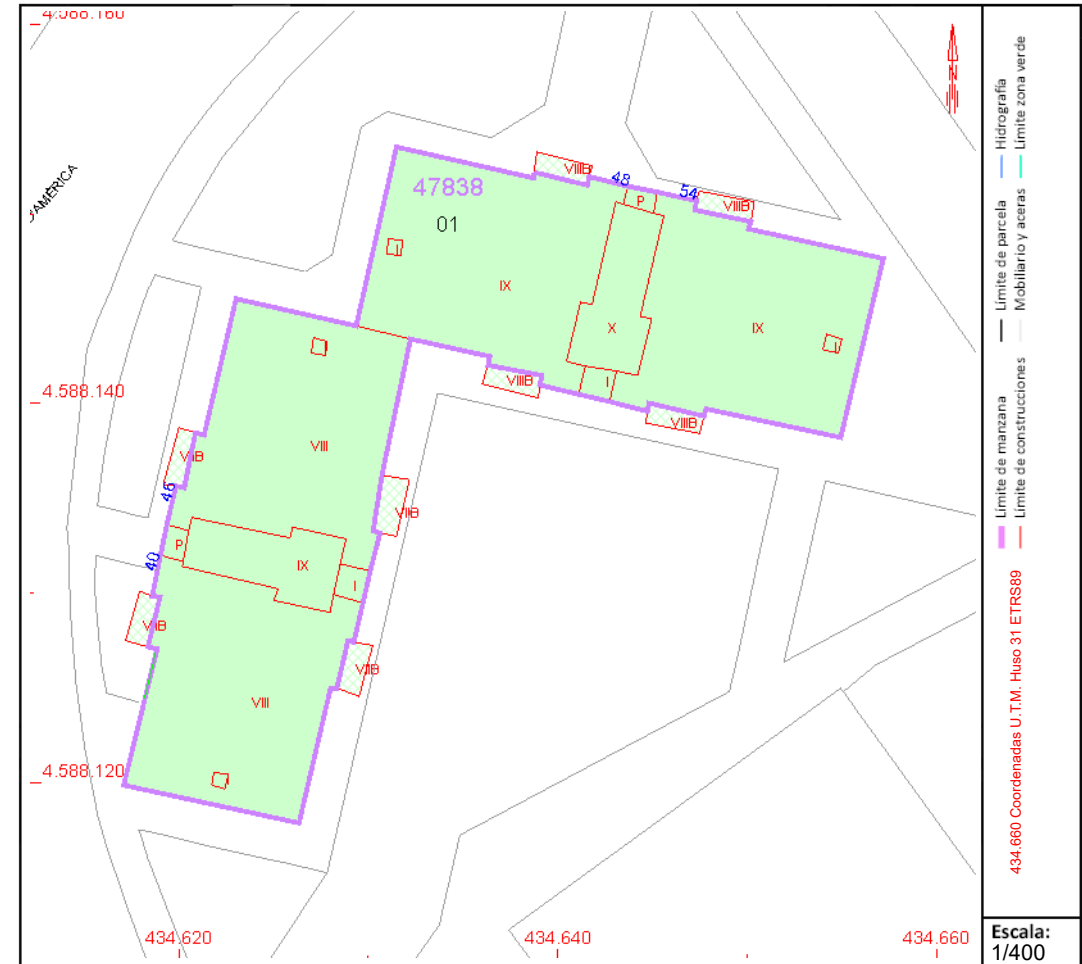 4.588.160
AMERICA
47838
01
VIIIB
48
54
VIIIB
P
IX
X
IX
I
VIIIB
VIIIB
4.588.140
VIII
VIIB
46
VIIB
P
IX
I
40
VIIB
VIIB
VIII
4.588.120
434.620
434.640
434.660
Límite de manzana
Límite de parcela
Hidrografía
Límite de construcciones
Mobiliario y aceras
Límite zona verde
434.660 Coordenadas U.T.M. Huso 31 ETRS89
Escala:
1/400